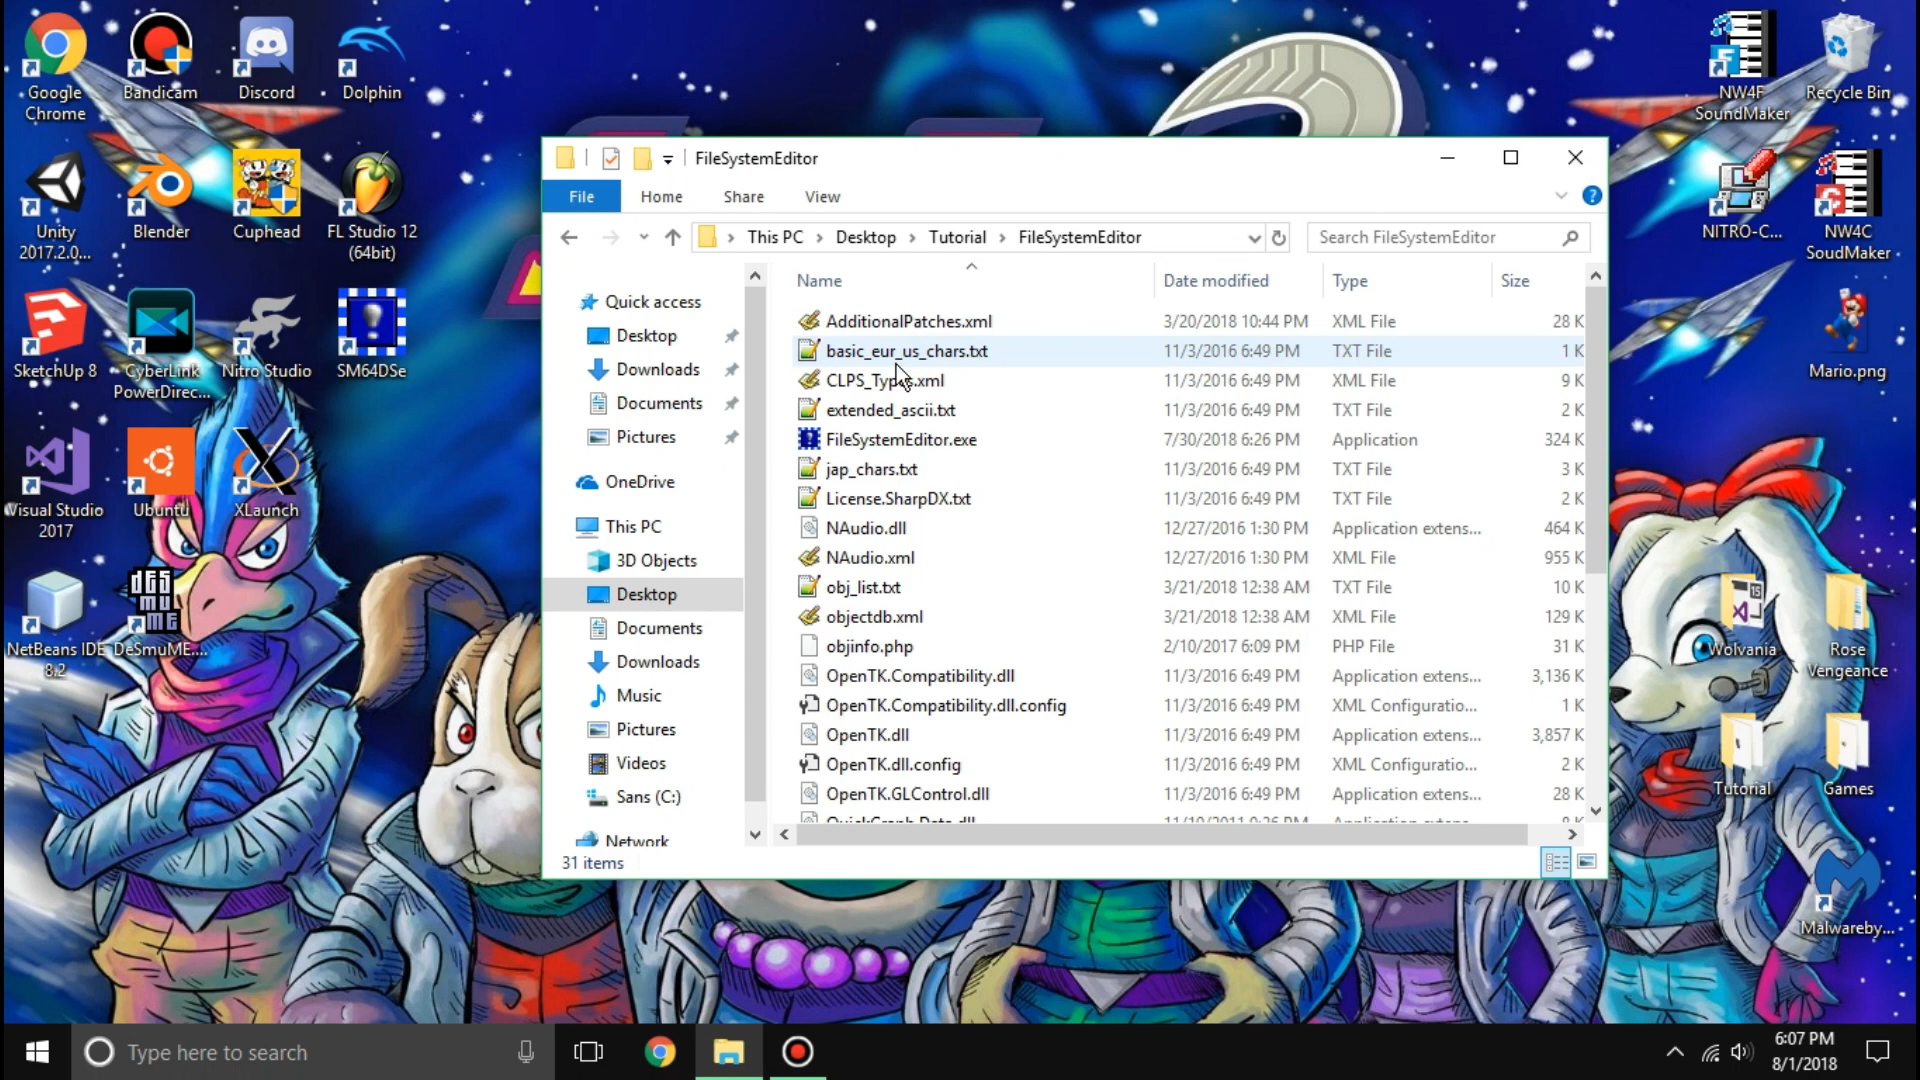 Google
Chrome
Bandicam
Discord
Dolphin
NW4F
SoundMaker
Recycle Bin
Unity
2017.2.0...
Blender
Cuphead
FL Studio 12
(64bit)
NITRO-C...
NW4C
SoudMaker
SketchUp 8
CyberLink
PowerDirec...
Nitro Studio
SM64DSe
Mario.png
Visual Studio
2017
Ubuntu
XLaunch
NetBeans IDE
8.2
DeSmuME....
DeS
mu
mE
Wolvania
Rose
Vengeance
Tutorial
Games
Malwareby...
FileSystemEditor
File Home Share View
This PC Desktop Tutorial FileSystemEditor
Search FileSystemEditor
Quick access
Desktop
Downloads
Documents
Pictures
OneDrive
This PC
3D Objects
Desktop
Documents
Downloads
Music
Pictures
Videos
Sans (C:)
Network
Name Date modified Type Size
AdditionalPatches.xml 3/20/2018 10:44 PM XML File 28 K
basic_eur_us_chars.txt 11/3/2016 6:49 PM TXT File 1 K
CLPS_Types.xml 11/3/2016 6:49 PM XML File 9 K
extended_ascii.txt 11/3/2016 6:49 PM TXT File 2 K
FileSystemEditor.exe 7/30/2018 6:26 PM Application 324 K
jap_chars.txt 11/3/2016 6:49 PM TXT File 3 K
License.SharpDX.txt 11/3/2016 6:49 PM TXT File 2 K
NAudio.dll 12/27/2016 1:30 PM Application extens... 464 K
NAudio.xml 12/27/2016 1:30 PM XML File 955 K
obj_list.txt 3/21/2018 12:38 AM TXT File 10 K
objectdb.xml 3/21/2018 12:38 AM XML File 129 K
objinfo.php 2/10/2017 6:09 PM PHP File 31 K
OpenTK.Compatibility.dll 11/3/2016 6:49 PM Application extens... 3,136 K
OpenTK.Compatibility.dll.config 11/3/2016 6:49 PM XML Configuratio... 1 K
OpenTK.dll 11/3/2016 6:49 PM Application extens... 3,857 K
OpenTK.dll.config 11/3/2016 6:49 PM XML Configuratio... 2 K
OpenTK.GLControl.dll 11/3/2016 6:49 PM Application extens... 28 K
QuickGraph.Data.dll
31 items
Type here to search
6:07 PM
8/1/2018